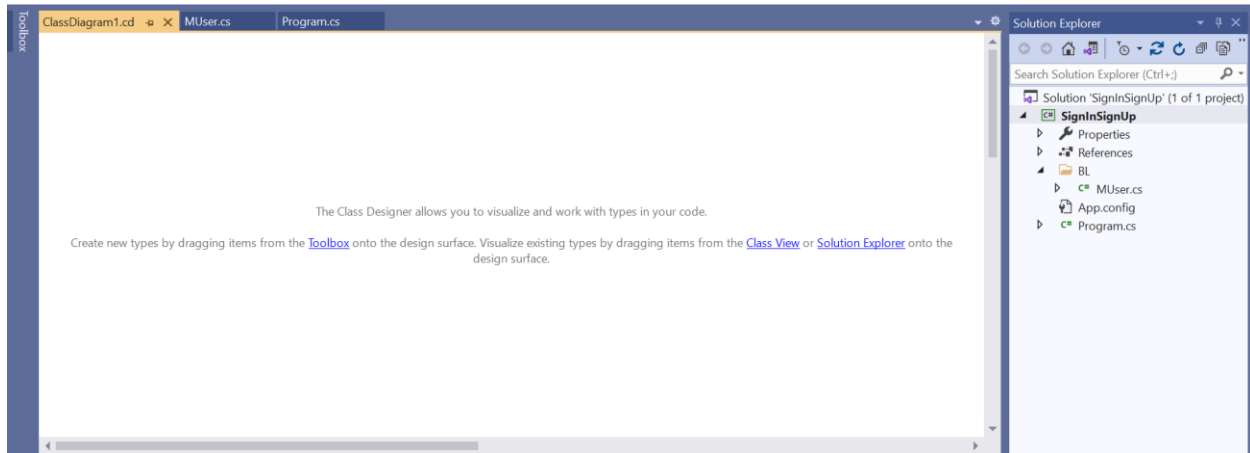 Toolbox
ClassDiagram1.cd
MUser.cs
Program.cs
The Class Designer allows you to visualize and work with types in your code.
Create new types by dragging items from the Toolbox onto the design surface. Visualize existing types by dragging items from the Class View or Solution Explorer onto the
design surface.
Solution Explorer
Search Solution Explorer (Ctrl+;)
Solution 'SignInSignUp' (1 of 1 project)
C# SignInSignUp
Properties
References
BL
C# MUser.cs
App.config
C# Program.cs